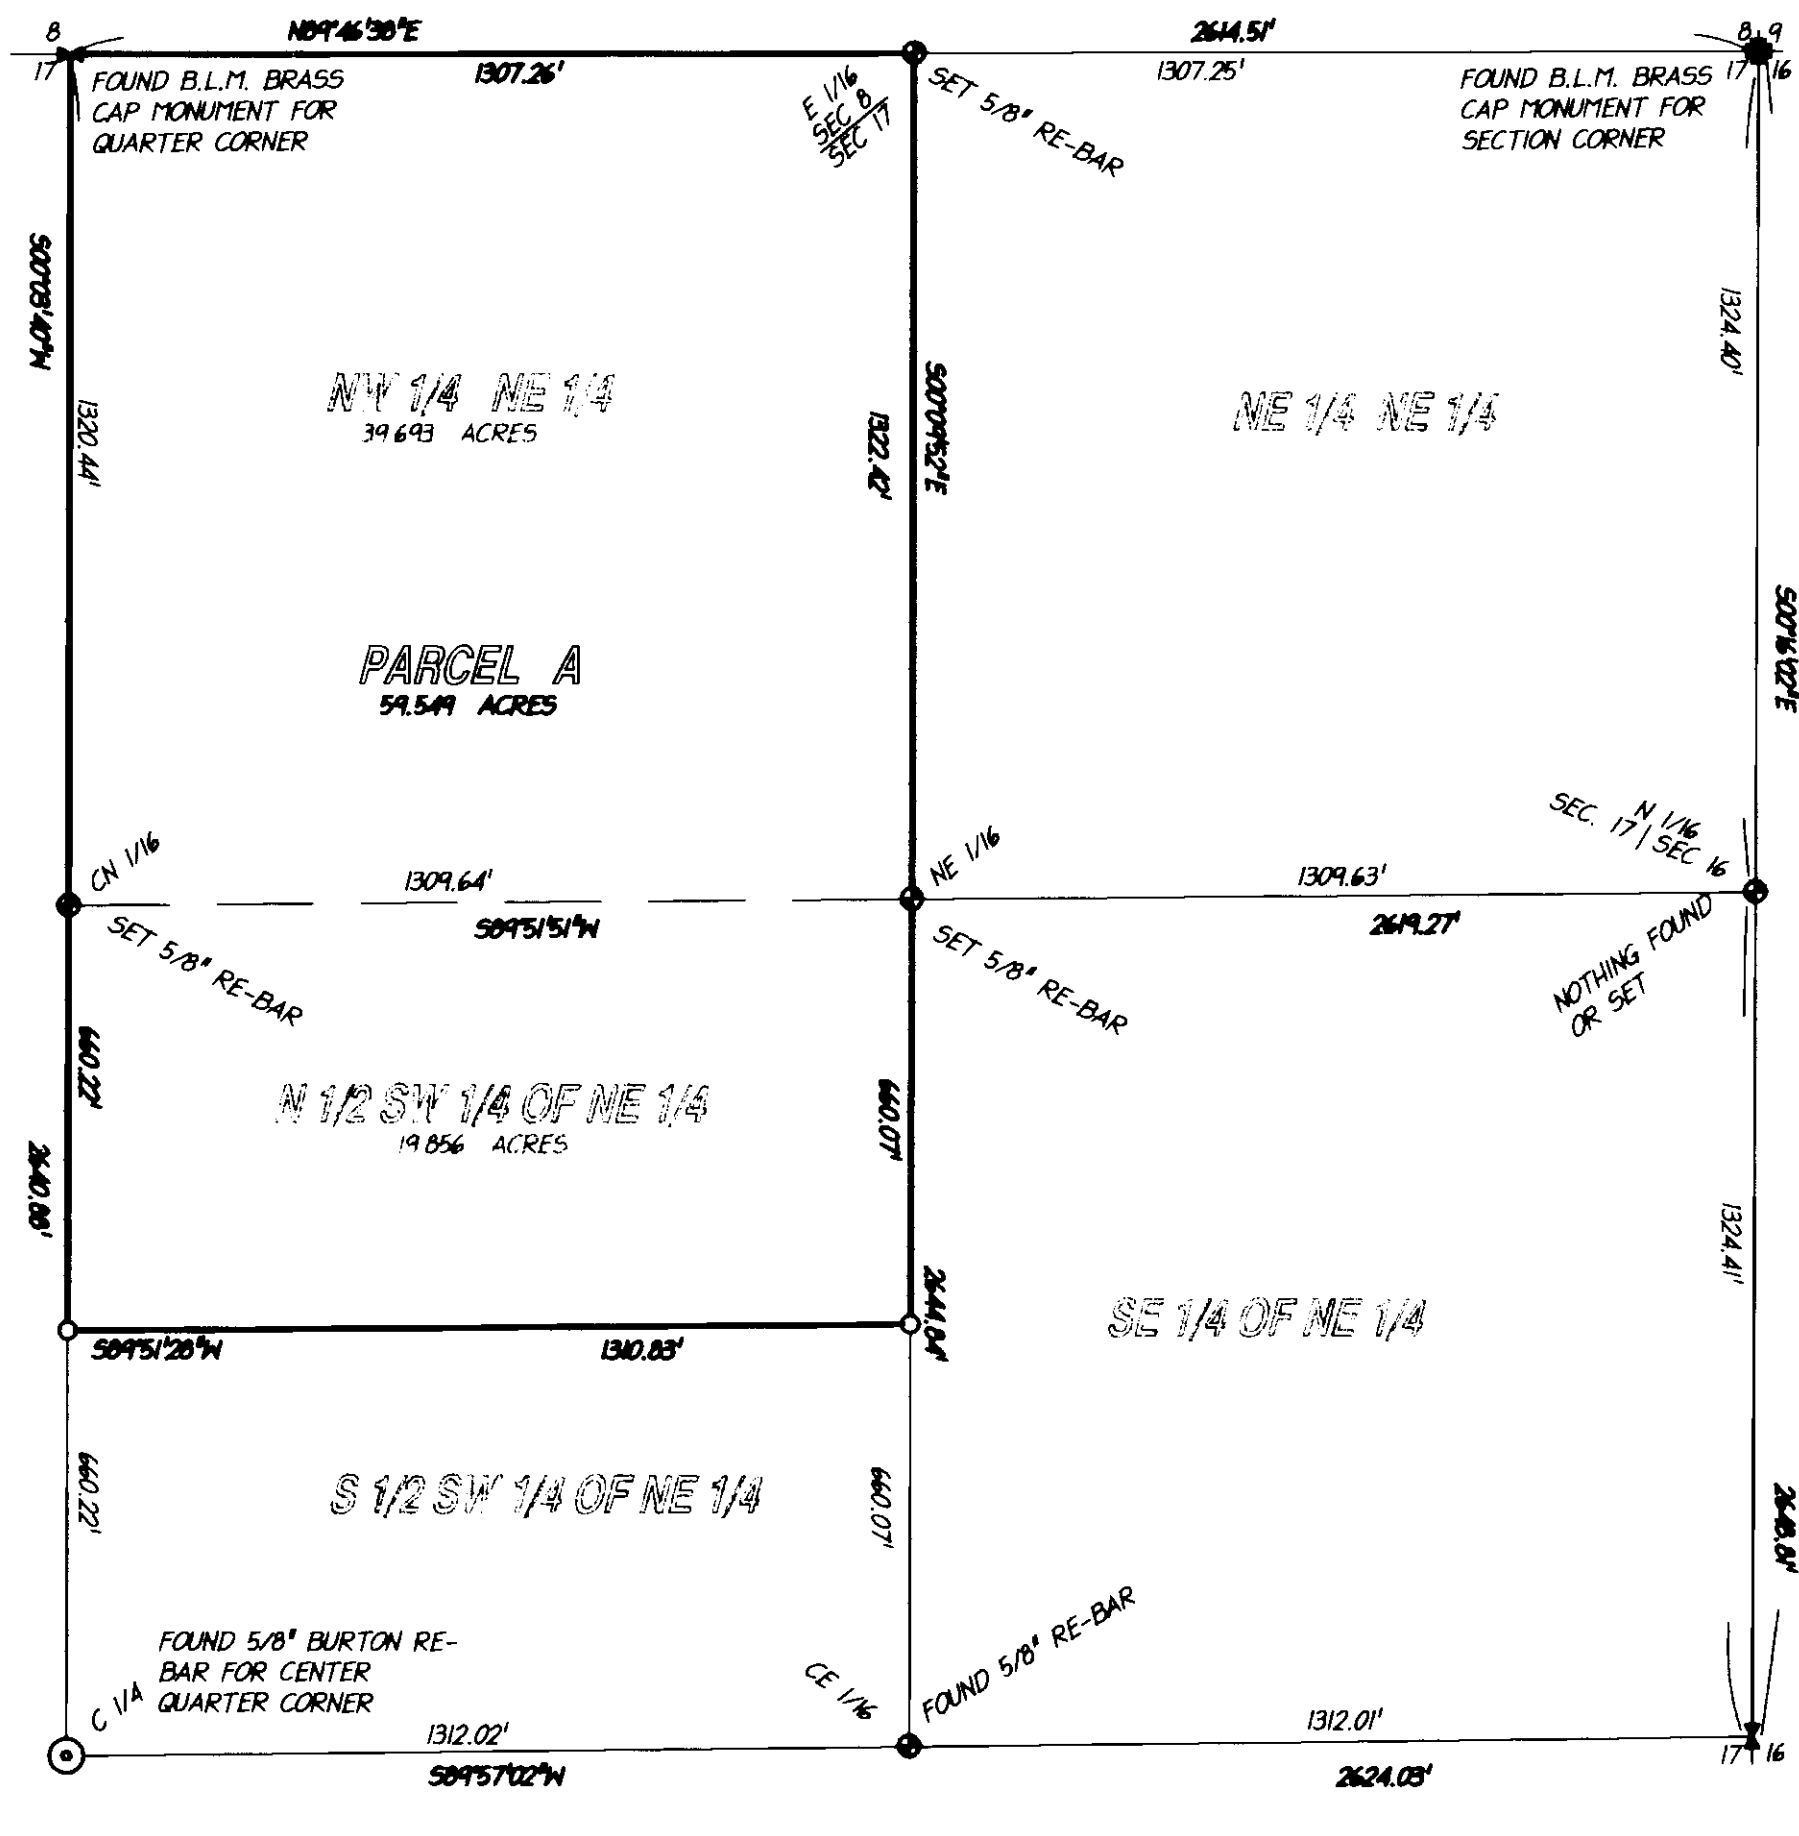 8
17
N89°46'38"E
1307.26'
2614.51'
1307.25'
8 9
17 16
FOUND B.L.M. BRASS
CAP MONUMENT FOR
QUARTER CORNER
E 1/16
SEC 8
SEC 17
SET 5/8" RE-BAR
FOUND B.L.M. BRASS
CAP MONUMENT FOR
SECTION CORNER
S00°03'40"W
1320.44'
NW 1/4 NE 1/4
39.693 ACRES
1322.42'
S00°09'52"E
NE 1/4 NE 1/4
1324.40'
S00°16'02"E
PARCEL A
59.549 ACRES
CN 1/16
1309.64'
S89°51'51"W
NE 1/16
1309.63'
2619.27'
N 1/16
SEC. 17 | SEC 16
SET 5/8" RE-BAR
SET 5/8" RE-BAR
NOTHING FOUND
OR SET
660.22'
2640.88'
N 1/2 SW 1/4 OF NE 1/4
19.856 ACRES
660.07'
2644.84'
SE 1/4 OF NE 1/4
1324.41'
S89°51'28"W
1310.83'
660.22'
S 1/2 SW 1/4 OF NE 1/4
660.07'
2648.81'
FOUND 5/8" BURTON RE-
BAR FOR CENTER
QUARTER CORNER
C 1/4
CE 1/16
FOUND 5/8" RE-BAR
1312.02'
S89°57'02"W
1312.01'
2624.03'
17 16